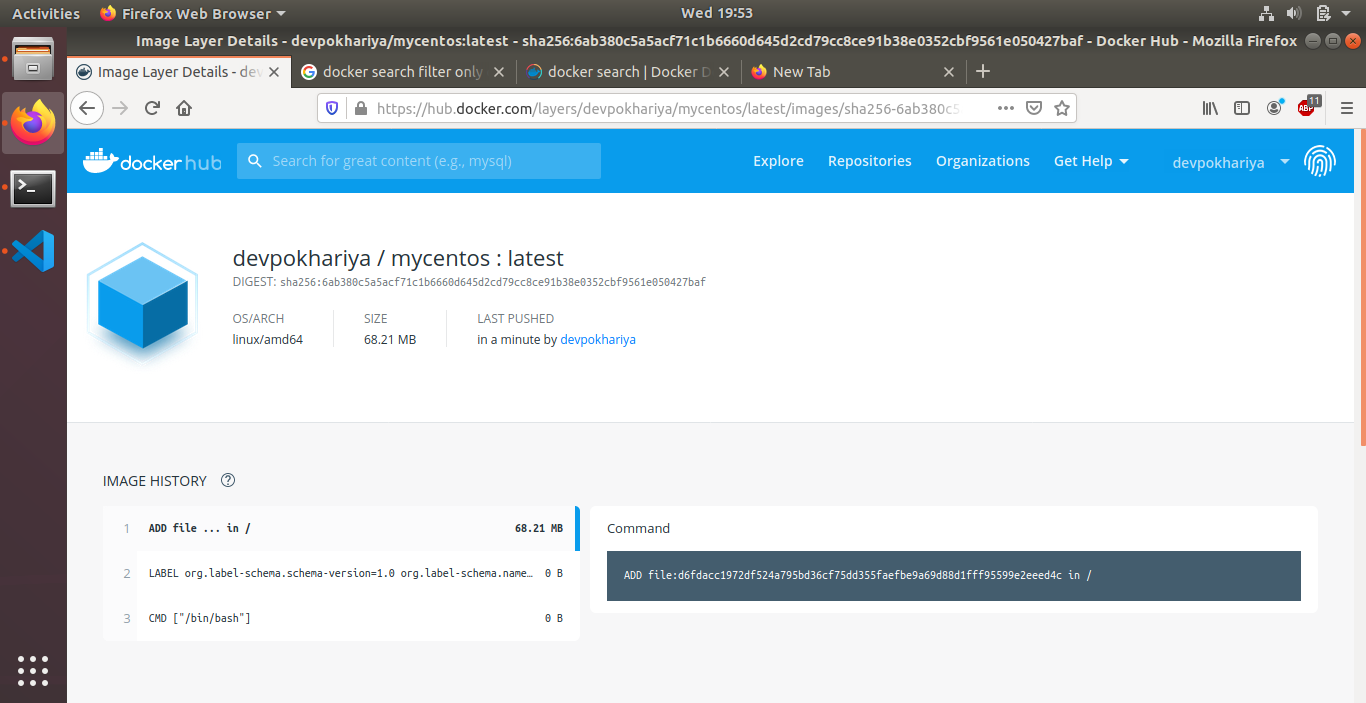 Activities Firefox Web Browser Wed 19:53
Image Layer Details - devpokhariya/mycentos:latest - sha256:6ab380c5a5acf71c1b6660d645d2cd79cc8ce91b38e0352cbf9561e050427baf - Docker Hub - Mozilla Firefox
Image Layer Details - dev docker search filter only docker search | Docker D New Tab
https://hub.docker.com/layers/devpokhariya/mycentos/latest/images/sha256-6ab380c5 ABP 11
docker hub Search for great content (e.g., mysql) Explore Repositories Organizations Get Help devpokhariya
devpokhariya / mycentos : latest
DIGEST: sha256:6ab380c5a5acf71c1b6660d645d2cd79cc8ce91b38e0352cbf9561e050427baf
OS/ARCH SIZE LAST PUSHED
linux/amd64 68.21 MB in a minute by devpokhariya
IMAGE HISTORY ?
1 ADD file ... in / 68.21 MB
2 LABEL org.label-schema.schema-version=1.0 org.label-schema.name… 0 B
3 CMD ["/bin/bash"] 0 B
Command
ADD file:d6fdacc1972df524a795bd36cf75dd355faefbe9a69d88d1fff95599e2eeed4c in /